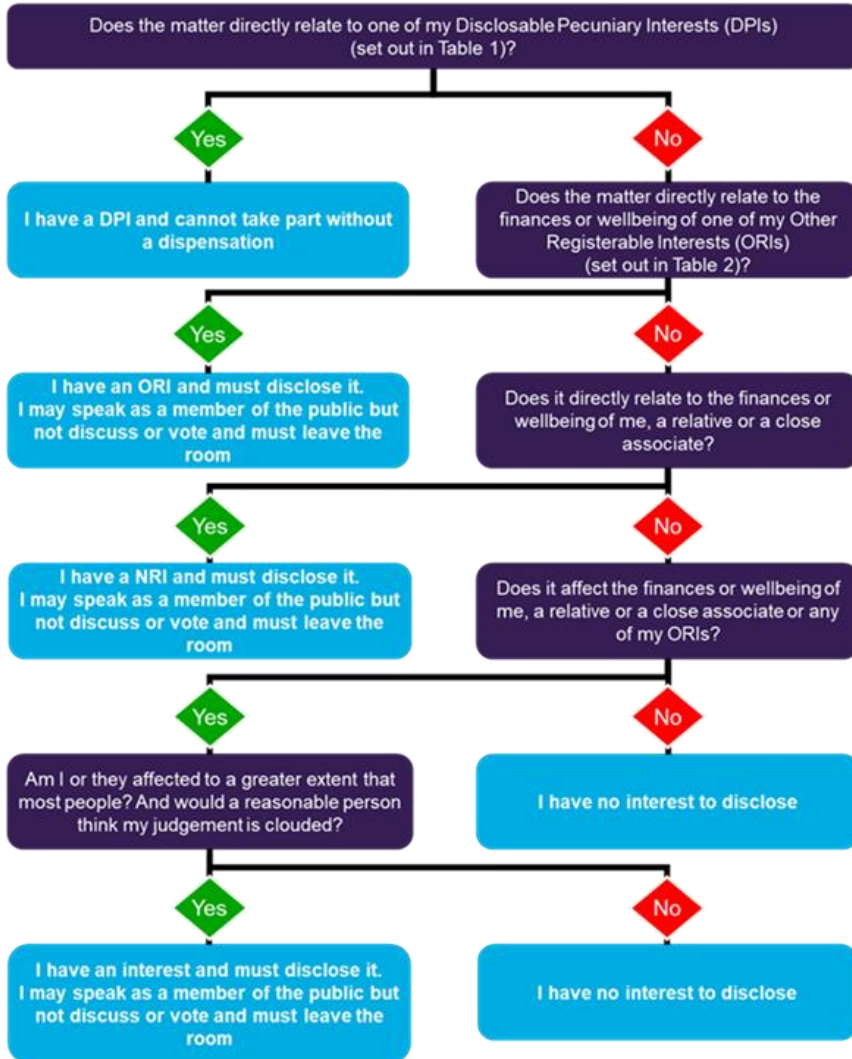 Does the matter directly relate to one of my Disclosable Pecuniary Interests (DPIs)
(set out in Table 1)?
Yes
No
I have a DPI and cannot take part without
a dispensation
Does the matter directly relate to the
finances or wellbeing of one of my Other
Registerable Interests (ORIs)
(set out in Table 2)?
Yes
No
I have an ORI and must disclose it.
I may speak as a member of the public but
not discuss or vote and must leave the
room
Does it directly relate to the finances or
wellbeing of me, a relative or a close
associate?
Yes
No
I have a NRI and must disclose it.
I may speak as a member of the public but
not discuss or vote and must leave the
room
Does it affect the finances or wellbeing of
me, a relative or a close associate or any
of my ORIs?
Yes
No
Am I or they affected to a greater extent that
most people? And would a reasonable person
think my judgement is clouded?
I have no interest to disclose
Yes
No
I have an interest and must disclose it.
I may speak as a member of the public but
not discuss or vote and must leave the
room
I have no interest to disclose